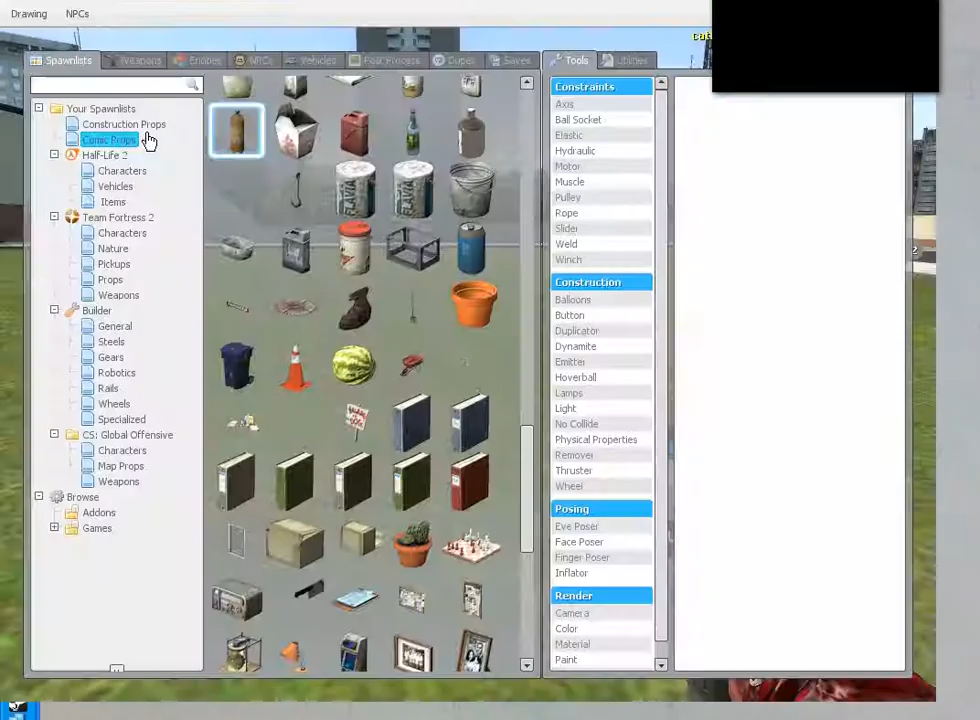 Drawing NPCs
cat
Spawnlists Weapons Entities NPCs Vehicles Post Process Dupes Saves Tools Utilities
Your Spawnlists
Construction Props
Comic Props
Half-Life 2
Characters
Vehicles
Items
Team Fortress 2
Characters
Nature
Pickups
Props
Weapons
Builder
General
Steels
Gears
Robotics
Rails
Wheels
Specialized
CS: Global Offensive
Characters
Map Props
Weapons
Browse
Addons
Games
Constraints
Axis
Ball Socket
Elastic
Hydraulic
Motor
Muscle
Pulley
Rope
Slider
Weld
Winch
Construction
Balloons
Button
Duplicator
Dynamite
Emitter
Hoverball
Lamps
Light
No Collide
Physical Properties
Remover
Thruster
Wheel
Posing
Eye Poser
Face Poser
Finger Poser
Inflator
Render
Camera
Color
Material
Paint
2